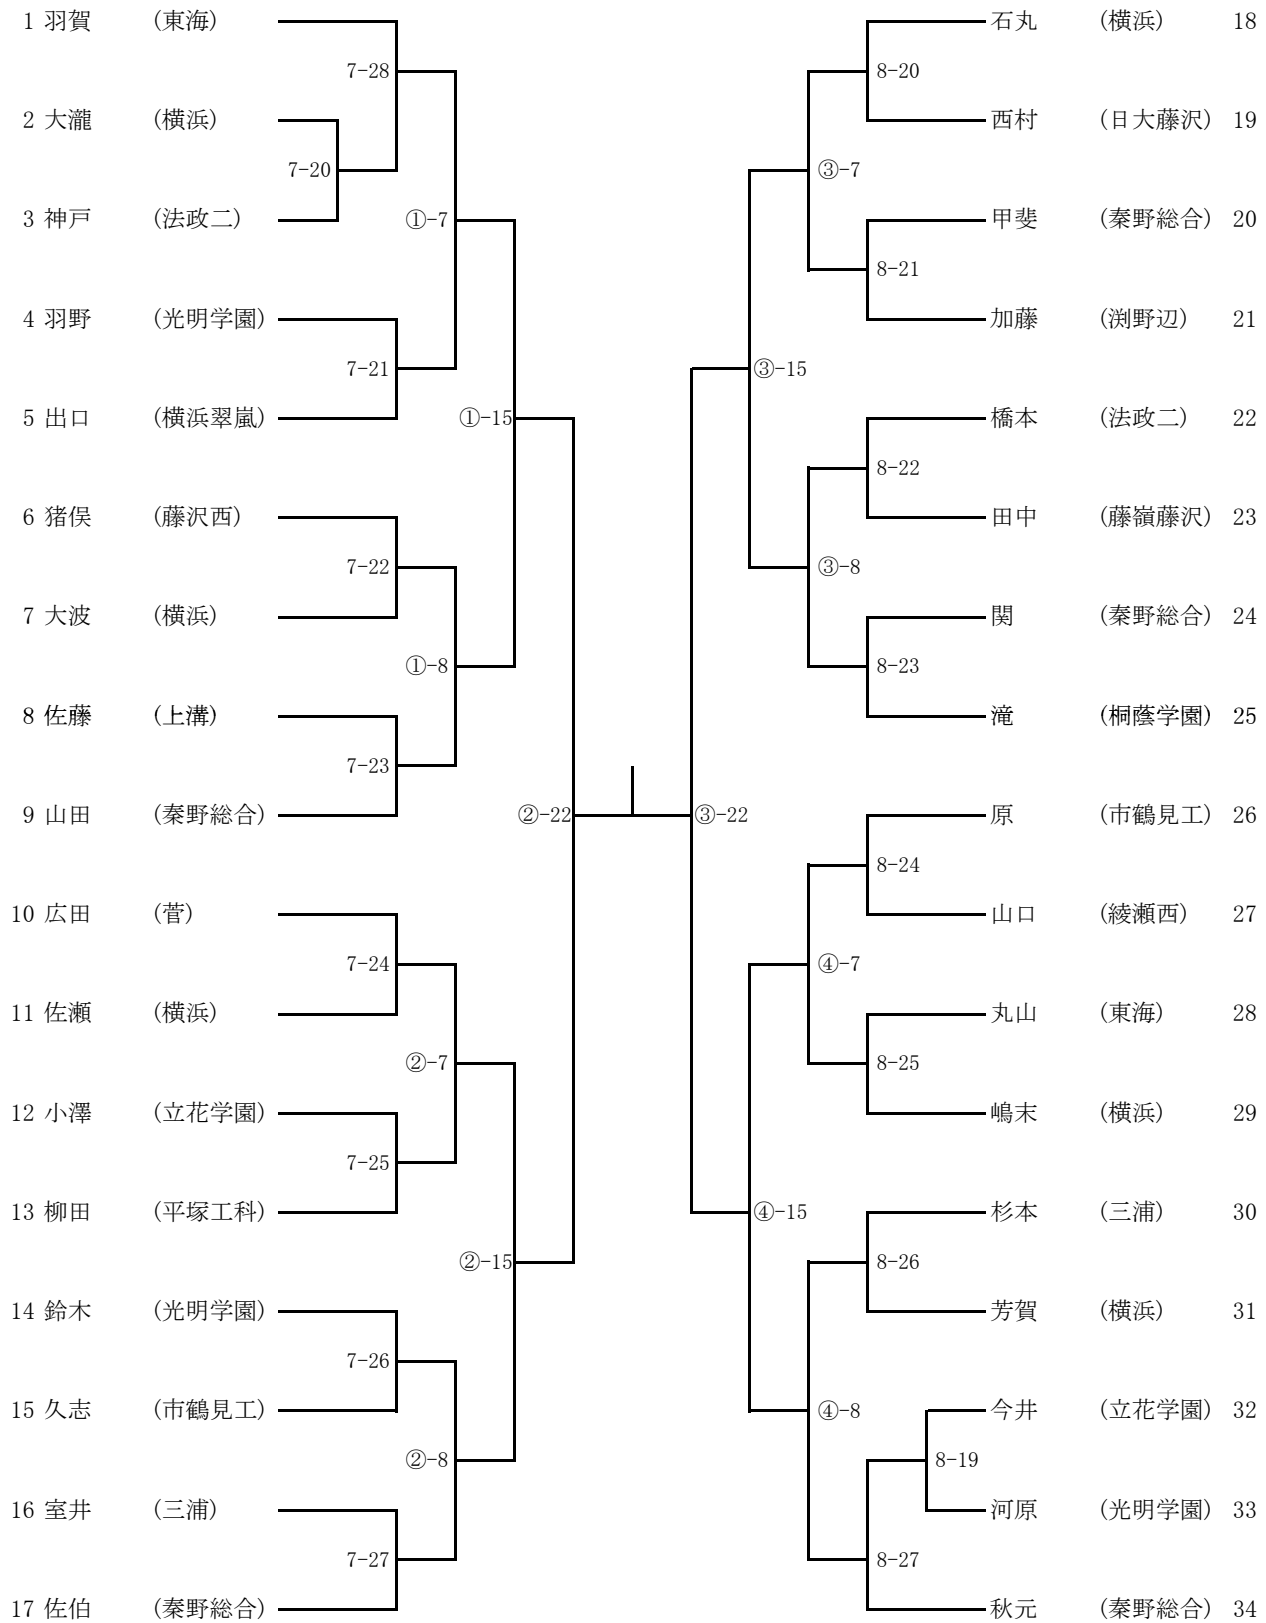 1 羽賀 (東海)
7-28
2 大瀧 (横浜)
7-20
3 神戸 (法政二)
①-7
4 羽野 (光明学園)
7-21
5 出口 (横浜翠嵐)
①-15
6 猪俣 (藤沢西)
7-22
7 大波 (横浜)
①-8
8 佐藤 (上溝)
7-23
9 山田 (秦野総合)
②-22
10 広田 (菅)
7-24
11 佐瀬 (横浜)
②-7
12 小澤 (立花学園)
7-25
13 柳田 (平塚工科)
②-15
14 鈴木 (光明学園)
7-26
15 久志 (市鶴見工)
②-8
16 室井 (三浦)
7-27
17 佐伯 (秦野総合)
石丸 (横浜) 18
8-20
西村 (日大藤沢) 19
③-7
甲斐 (秦野総合) 20
8-21
加藤 (渕野辺) 21
③-15
橋本 (法政二) 22
8-22
田中 (藤嶺藤沢) 23
③-8
関 (秦野総合) 24
8-23
滝 (桐蔭学園) 25
③-22
原 (市鶴見工) 26
8-24
山口 (綾瀬西) 27
④-7
丸山 (東海) 28
8-25
嶋末 (横浜) 29
④-15
杉本 (三浦) 30
8-26
芳賀 (横浜) 31
④-8
今井 (立花学園) 32
8-19
河原 (光明学園) 33
8-27
秋元 (秦野総合) 34